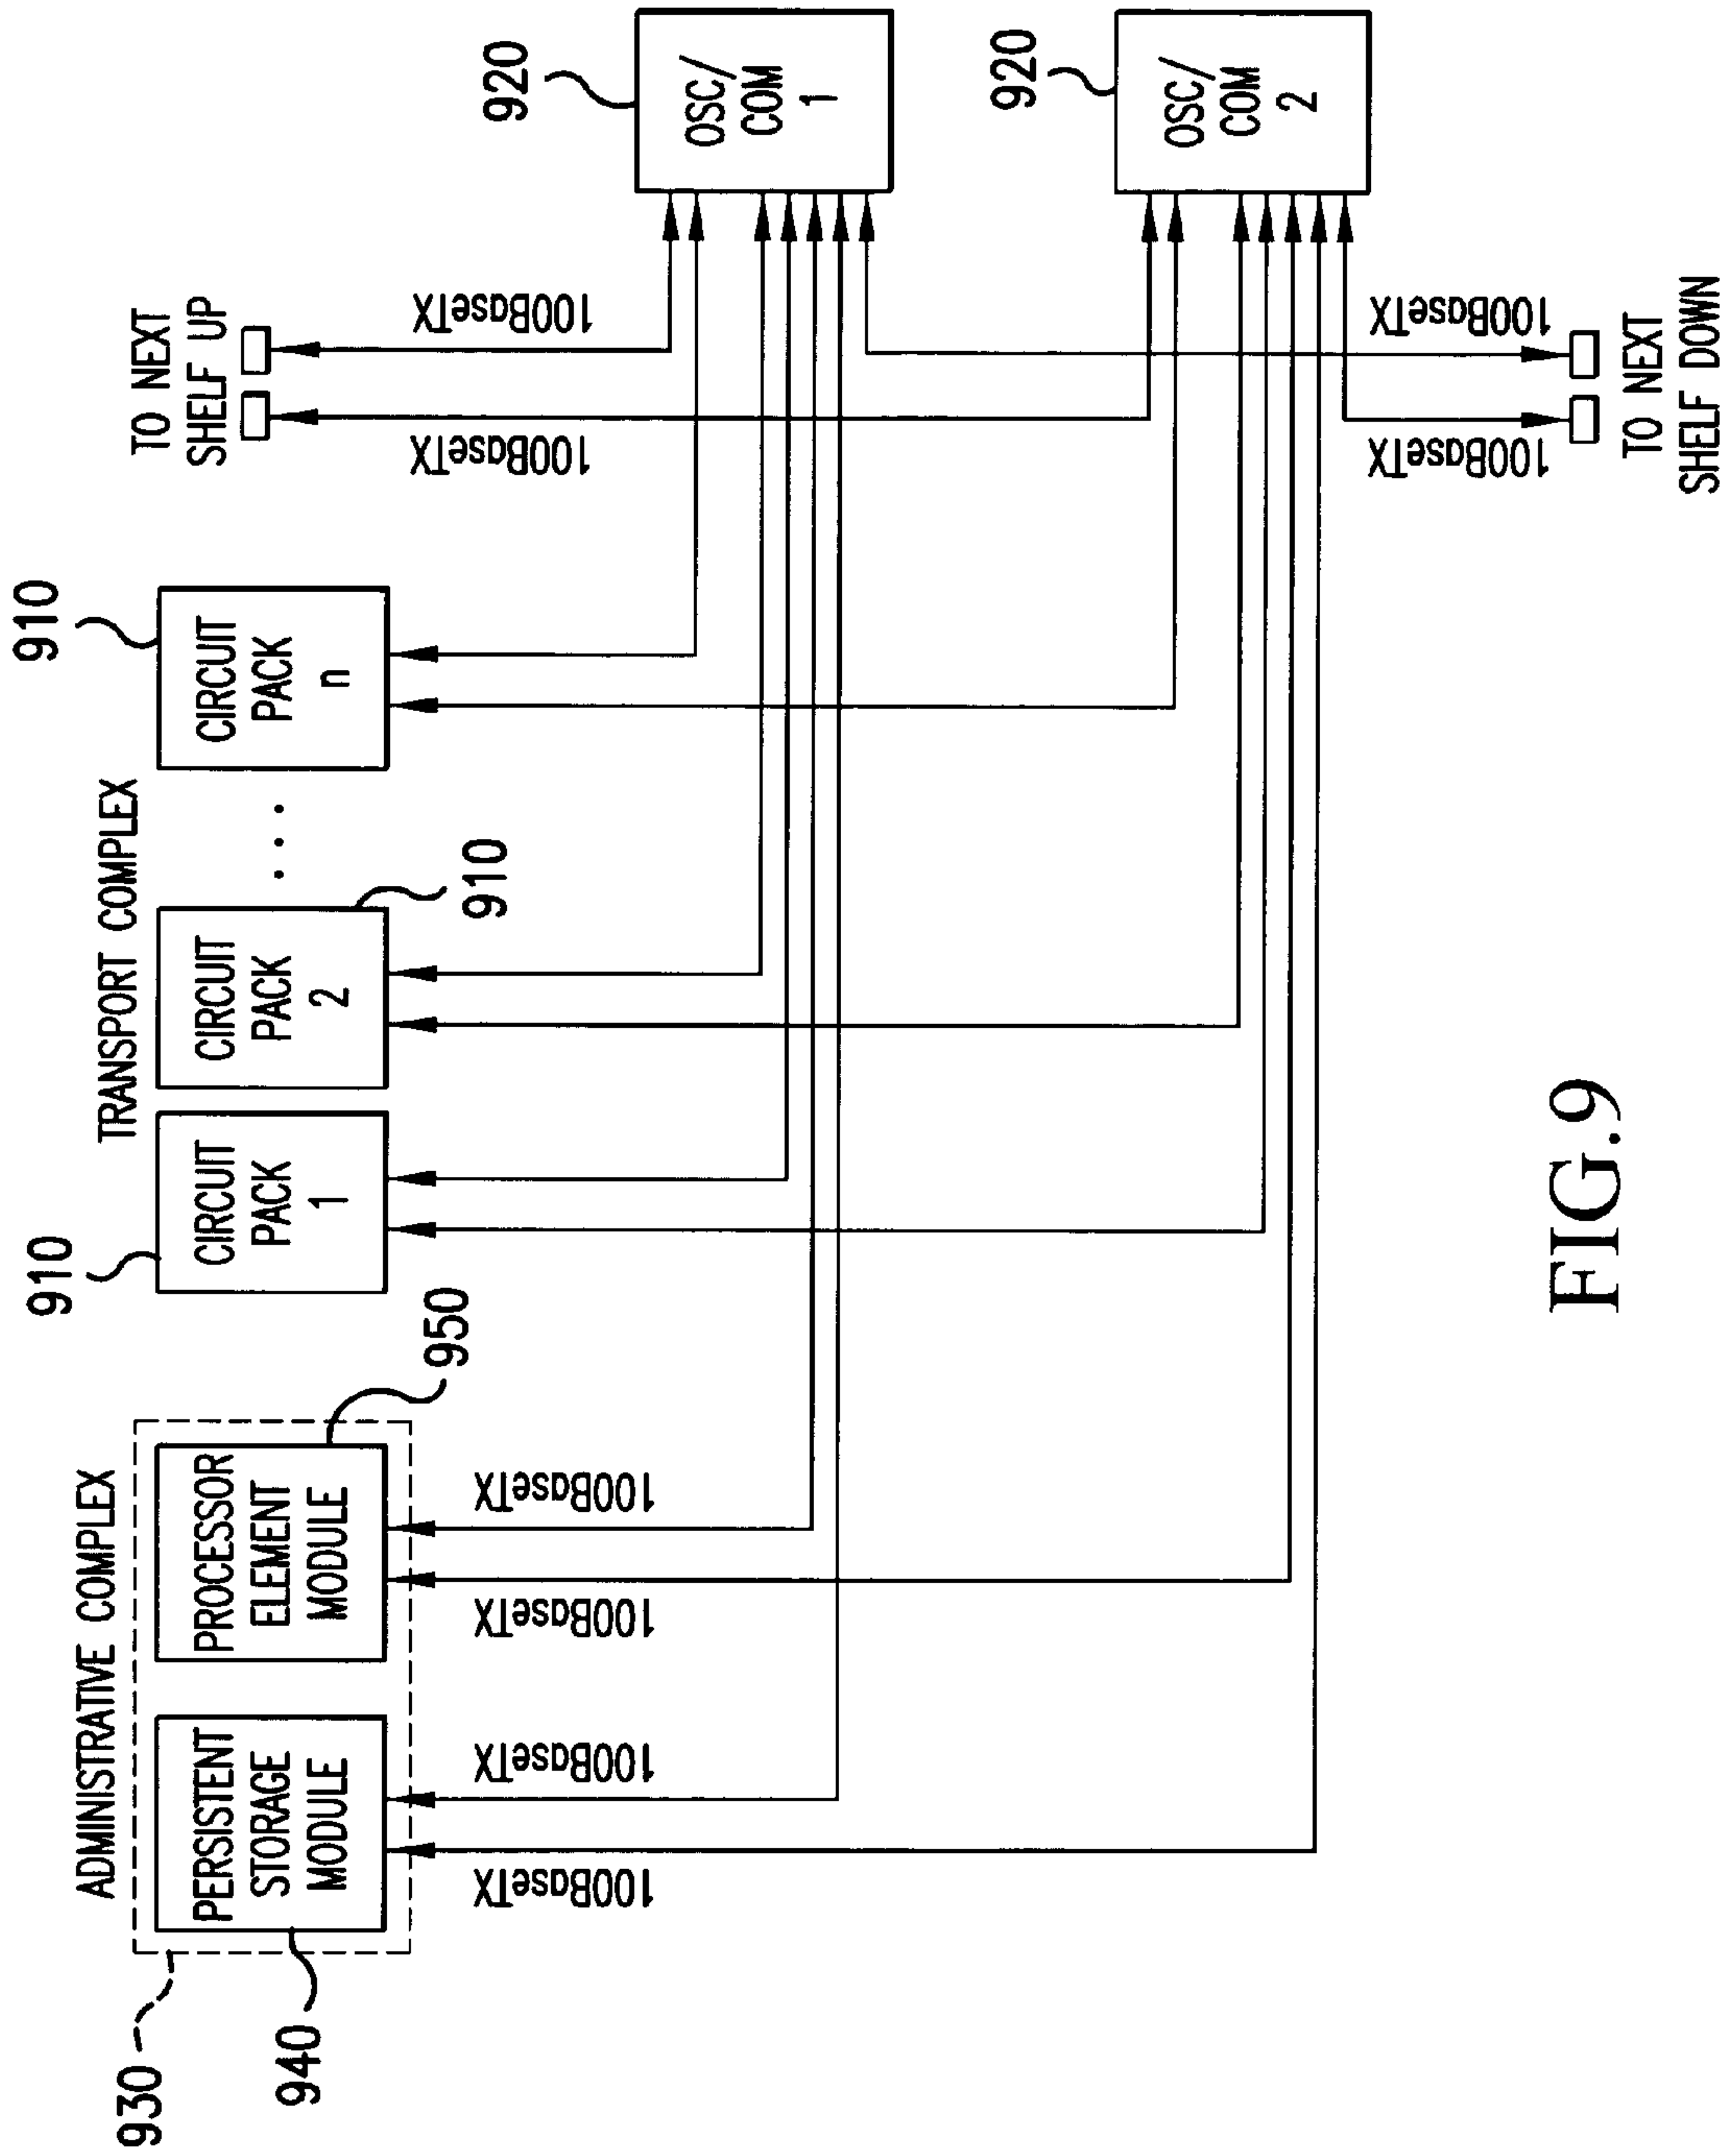 930
ADMINISTRATIVE COMPLEX
940
PERSISTENT
STORAGE
MODULE
PROCESSOR
ELEMENT
MODULE
950
100BaseTX
100BaseTX
100BaseTX
100BaseTX
TRANSPORT COMPLEX
910
CIRCUIT
PACK
1
CIRCUIT
PACK
2
910
. . .
910
CIRCUIT
PACK
n
TO NEXT
SHELF UP
100BaseTX
100BaseTX
920
OSC/
COM
1
920
OSC/
COM
2
100BaseTX
100BaseTX
TO NEXT
SHELF DOWN
FIG.9